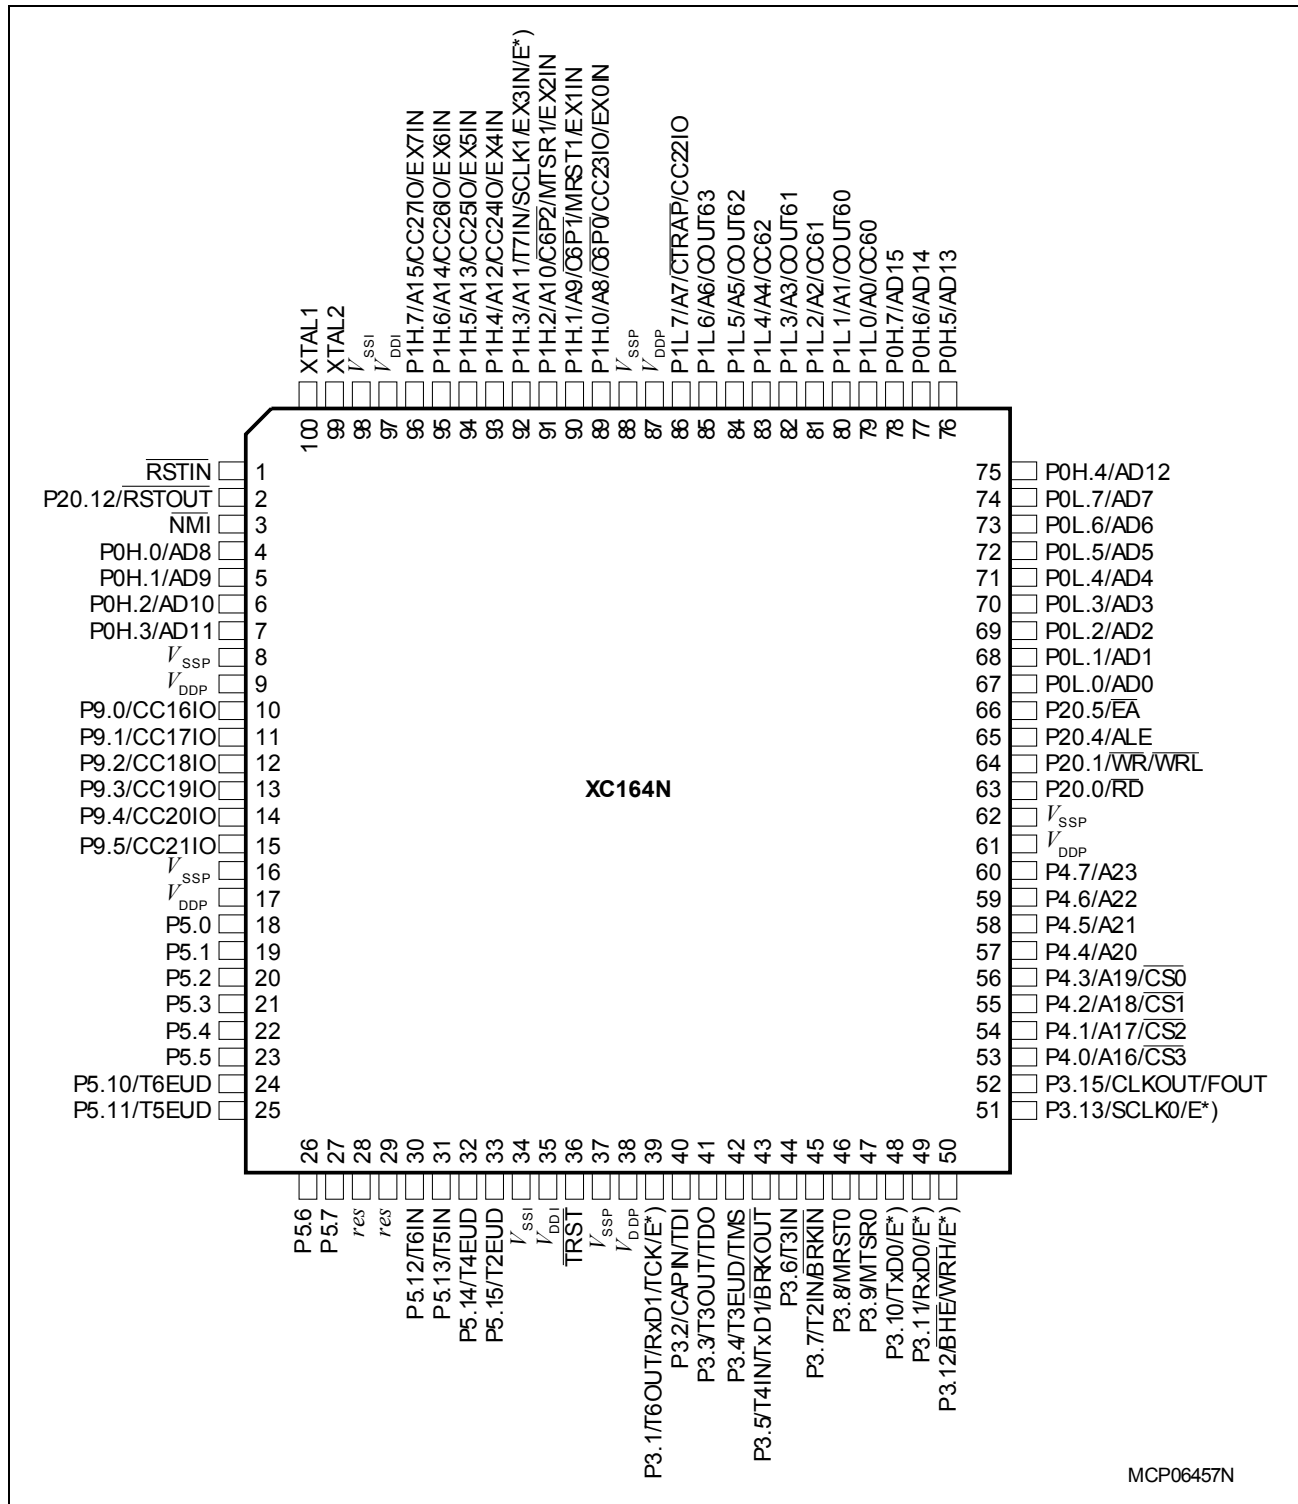 XTAL1
XTAL2
VSSI
VDDI
P1H.7/A15/CC27IO/EX7IN
P1H.6/A14/CC26IO/EX6IN
P1H.5/A13/CC25IO/EX5IN
P1H.4/A12/CC24IO/EX4IN
P1H.3/A11/T7IN/SCLK1/EX3IN/E*)
P1H.2/A10/C6P2/MTSR1/EX2IN
P1H.1/A9/C6P1/MRST1/EX1IN
P1H.0/A8/C6P0/CC23IO/EX0IN
VSSP
VDDP
P1L.7/A7/CTRAP/CC22IO
P1L.6/A6/COUT63
P1L.5/A5/COUT62
P1L.4/A4/CC62
P1L.3/A3/COUT61
P1L.2/A2/CC61
P1L.1/A1/COUT60
P1L.0/A0/CC60
P0H.7/AD15
P0H.6/AD14
P0H.5/AD13
100
99
98
97
96
95
94
93
92
91
90
89
88
87
86
85
84
83
82
81
80
79
78
77
76
RSTIN 1
P20.12/RSTOUT 2
NMI 3
P0H.0/AD8 4
P0H.1/AD9 5
P0H.2/AD10 6
P0H.3/AD11 7
VSSP 8
VDDP 9
P9.0/CC16IO 10
P9.1/CC17IO 11
P9.2/CC18IO 12
P9.3/CC19IO 13
P9.4/CC20IO 14
P9.5/CC21IO 15
VSSP 16
VDDP 17
P5.0 18
P5.1 19
P5.2 20
P5.3 21
P5.4 22
P5.5 23
P5.10/T6EUD 24
P5.11/T5EUD 25
XC164N
75 P0H.4/AD12
74 P0L.7/AD7
73 P0L.6/AD6
72 P0L.5/AD5
71 P0L.4/AD4
70 P0L.3/AD3
69 P0L.2/AD2
68 P0L.1/AD1
67 P0L.0/AD0
66 P20.5/EA
65 P20.4/ALE
64 P20.1/WR/WRL
63 P20.0/RD
62 VSSP
61 VDDP
60 P4.7/A23
59 P4.6/A22
58 P4.5/A21
57 P4.4/A20
56 P4.3/A19/CS0
55 P4.2/A18/CS1
54 P4.1/A17/CS2
53 P4.0/A16/CS3
52 P3.15/CLKOUT/FOUT
51 P3.13/SCLK0/E*)
26
27
28
29
30
31
32
33
34
35
36
37
38
39
40
41
42
43
44
45
46
47
48
49
50
P5.6
P5.7
res
res
P5.12/T6IN
P5.13/T5IN
P5.14/T4EUD
P5.15/T2EUD
VSSI
VDDI
TRST
VSSP
VDDP
P3.1/T6OUT/RxD1/TCK/E*)
P3.2/CAPIN/TDI
P3.3/T3OUT/TDO
P3.4/T3EUD/TMS
P3.5/T4IN/TxD1/BRKOUT
P3.6/T3IN
P3.7/T2IN/BRKIN
P3.8/MRST0
P3.9/MTSR0
P3.10/TxD0/E*)
P3.11/RxD0/E*)
P3.12/BHE/WRH/E*)
MCP06457N